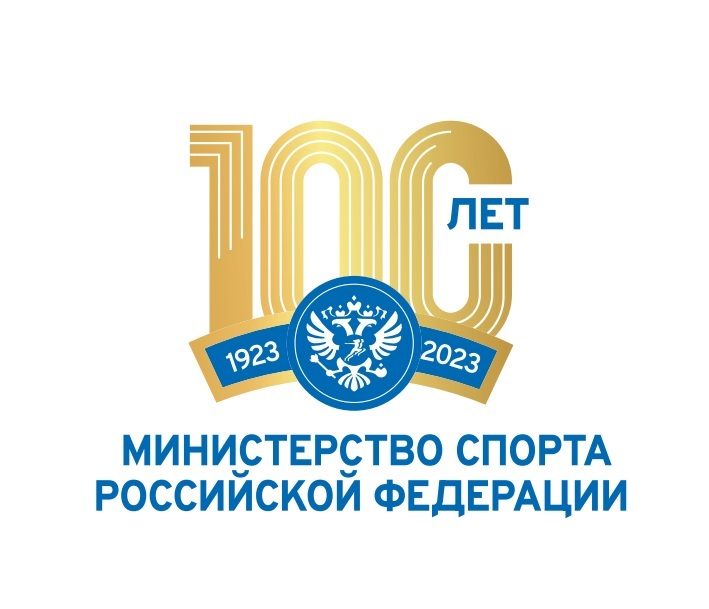 100
ЛЕТ
1923 2023
МИНИСТЕРСТВО СПОРТА
РОССИЙСКОЙ ФЕДЕРАЦИИ